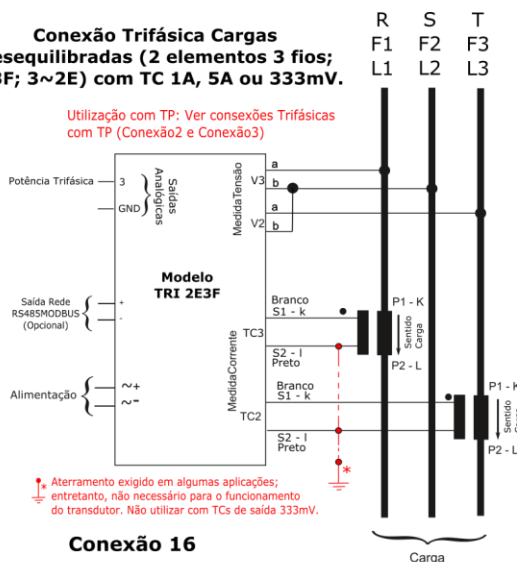 Conexão Trifásica Cargas
esequilibradas (2 elementos 3 fios;
3F; 3~2E) com TC 1A, 5A ou 333mV.
Utilização com TP: Ver consexões Trifásicas
com TP (Conexão2 e Conexão3)
R S T
F1 F2 F3
L1 L2 L3
Potência Trifásica
3
GND
Saídas
Analógicas
MedidaTensão
a
V3
b
a
V2
b
Modelo
TRI 2E3F
Saída Rede
RS485MODBUS
(Opcional)
+
-
Alimentação
~+
~-
MedidaCorrente
TC3
Branco
S1 - k
S2 - l
Preto
TC2
Branco
S1 - k
S2 - l
Preto
P1 - K
Sentido
Carga
P2 - L
P1 - K
Sentido
Carga
P2 - L
*
* Aterramento exigido em algumas aplicações;
entretanto, não necessário para o funcionamento
do transdutor. Não utilizar com TCs de saída 333mV.
Conexão 16
Carga